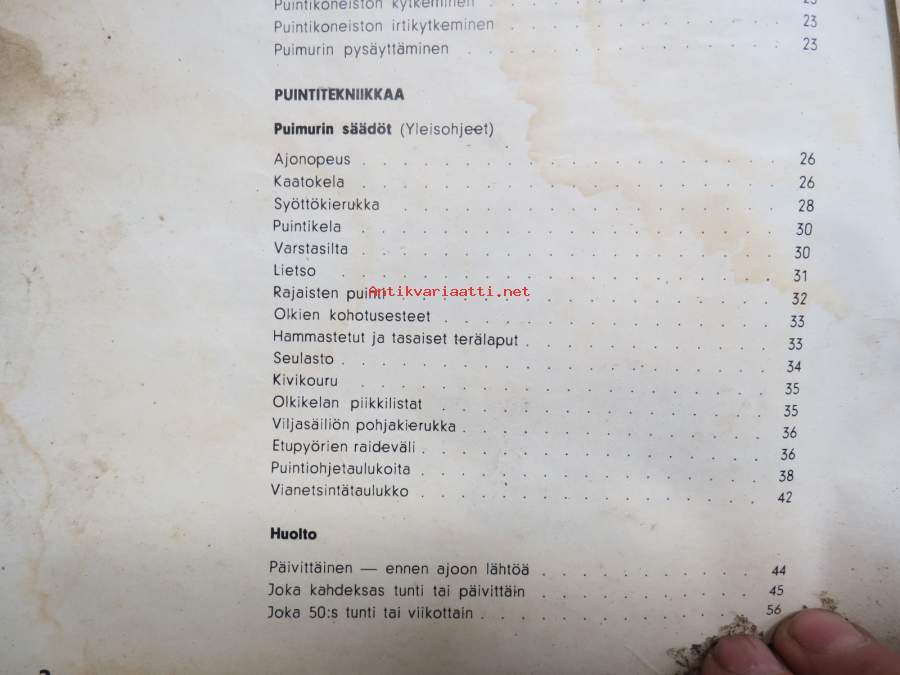 Puintikoneiston kytkeminen . . . . . . . . . . . . . 23
Puintikoneiston irtikytkeminen . . . . . . . . . . . . 23
Puimurin pysäyttäminen . . . . . . . . . . . . . . 23
PUINTITEKNIIKKAA
Puimurin säädöt (Yleisohjeet)
Ajonopeus . . . . . . . . . . . . . . . . . . 26
Kaatokela . . . . . . . . . . . . . . . . . . 26
Syöttökierukka . . . . . . . . . . . . . . . . 28
Puintikela . . . . . . . . . . . . . . . . . . 30
Varstasilta . . . . . . . . . . . . . . . . . . 30
Lietso . . . . . . . . . . . . . . . . . . . 31
Rajaisten puinti . . . . . . . . . . . . . . . . 32
Antikvariaatti.net
Olkien kohotusesteet . . . . . . . . . . . . . . 33
Hammastetut ja tasaiset terälaput . . . . . . . . . . 33
Seulasto . . . . . . . . . . . . . . . . . . 34
Kivikouru . . . . . . . . . . . . . . . . . . 35
Olkikelan piikkilistat . . . . . . . . . . . . . . 35
Viljasäiliön pohjakierukka . . . . . . . . . . . . . 36
Etupyörien raideväli . . . . . . . . . . . . . . . 36
Puintiohjetaulukoita . . . . . . . . . . . . . . . 38
Vianetsintätaulukko . . . . . . . . . . . . . . . 42
Huolto
Päivittäinen — ennen ajoon lähtöä . . . . . . . . . . 44
Joka kahdeksas tunti tai päivittäin . . . . . . . . . . 45
Joka 50:s tunti tai viikottain . . . . . . . . . . . . 56